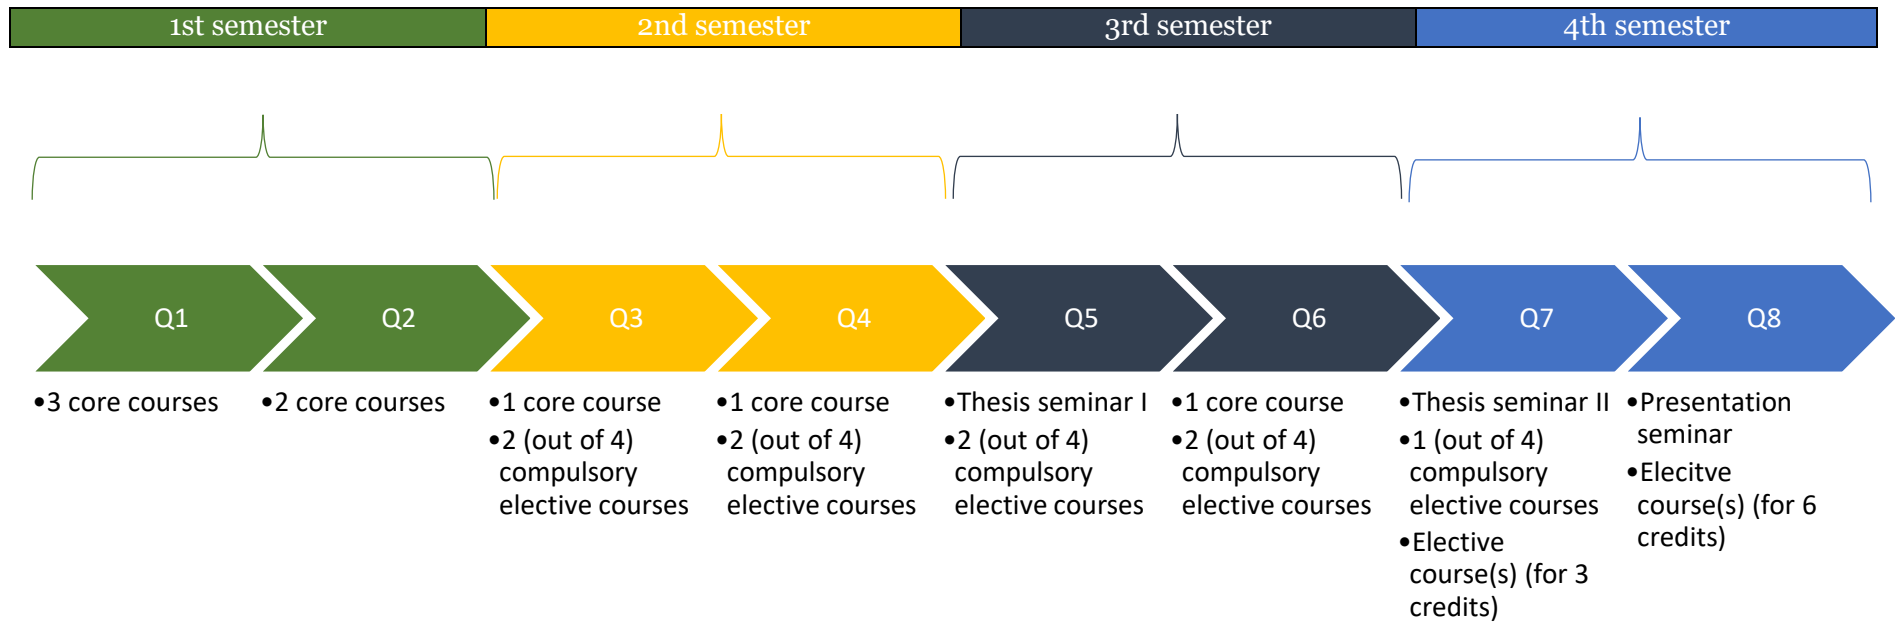 1st semester
2nd semester
3rd semester
4th semester
Q1
Q2
Q3
Q4
Q5
Q6
Q7
Q8
•3 core courses
•2 core courses
•1 core course
•2 (out of 4)
compulsory
elective courses
•1 core course
•2 (out of 4)
compulsory
elective courses
•Thesis seminar I
•2 (out of 4)
compulsory
elective courses
•1 core course
•2 (out of 4)
compulsory
elective courses
•Thesis seminar II
•1 (out of 4)
compulsory
elective courses
•Elective
course(s) (for 3
credits)
•Presentation
seminar
•Elecitve
course(s) (for 6
credits)